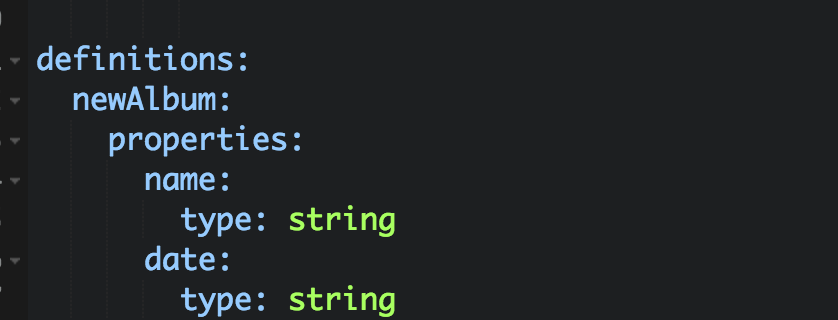 definitions:
newAlbum:
properties:
name:
type: string
date:
type: string